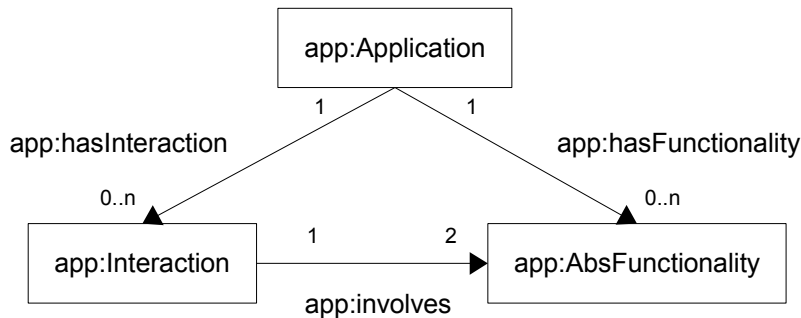 app:Application
1 1
app:hasInteraction app:hasFunctionality
0..n 0..n
1 2
app:Interaction app:AbsFunctionality
app:involves